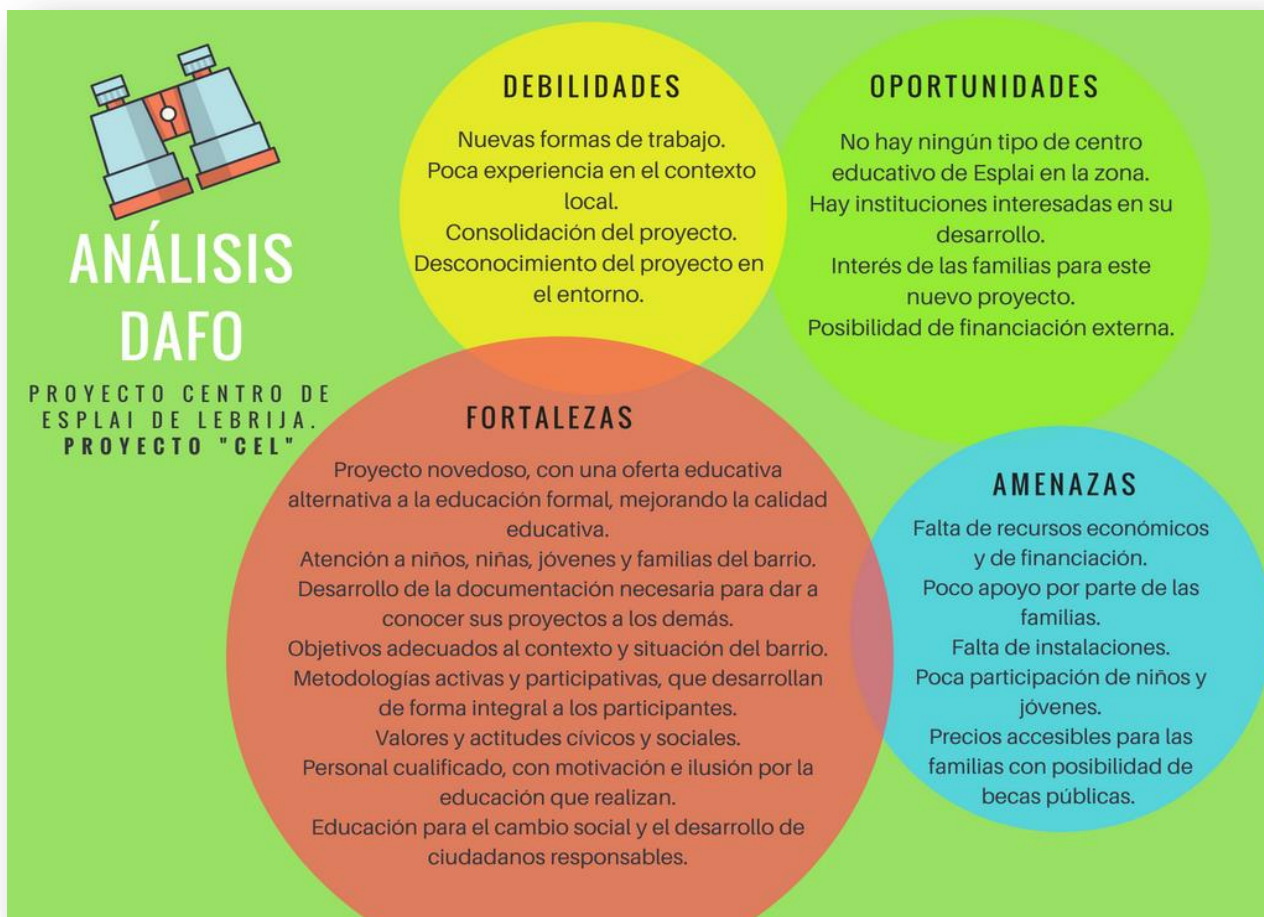 ANÁLISIS
DAFO
PROYECTO CENTRO DE
ESPLAI DE LEBRIJA.
PROYECTO "CEL"
DEBILIDADES
Nuevas formas de trabajo.
Poca experiencia en el contexto
local.
Consolidación del proyecto.
Desconocimiento del proyecto en
el entorno.
OPORTUNIDADES
No hay ningún tipo de centro
educativo de Esplai en la zona.
Hay instituciones interesadas en su
desarrollo.
Interés de las familias para este
nuevo proyecto.
Posibilidad de financiación externa.
FORTALEZAS
Proyecto novedoso, con una oferta educativa
alternativa a la educación formal, mejorando la calidad
educativa.
Atención a niños, niñas, jóvenes y familias del barrio.
Desarrollo de la documentación necesaria para dar a
conocer sus proyectos a los demás.
Objetivos adecuados al contexto y situación del barrio.
Metodologías activas y participativas, que desarrollan
de forma integral a los participantes.
Valores y actitudes cívicos y sociales.
Personal cualificado, con motivación e ilusión por la
educación que realizan.
Educación para el cambio social y el desarrollo de
ciudadanos responsables.
AMENAZAS
Falta de recursos económicos
y de financiación.
Poco apoyo por parte de las
familias.
Falta de instalaciones.
Poca participación de niños y
jóvenes.
Precios accesibles para las
familias con posibilidad de
becas públicas.